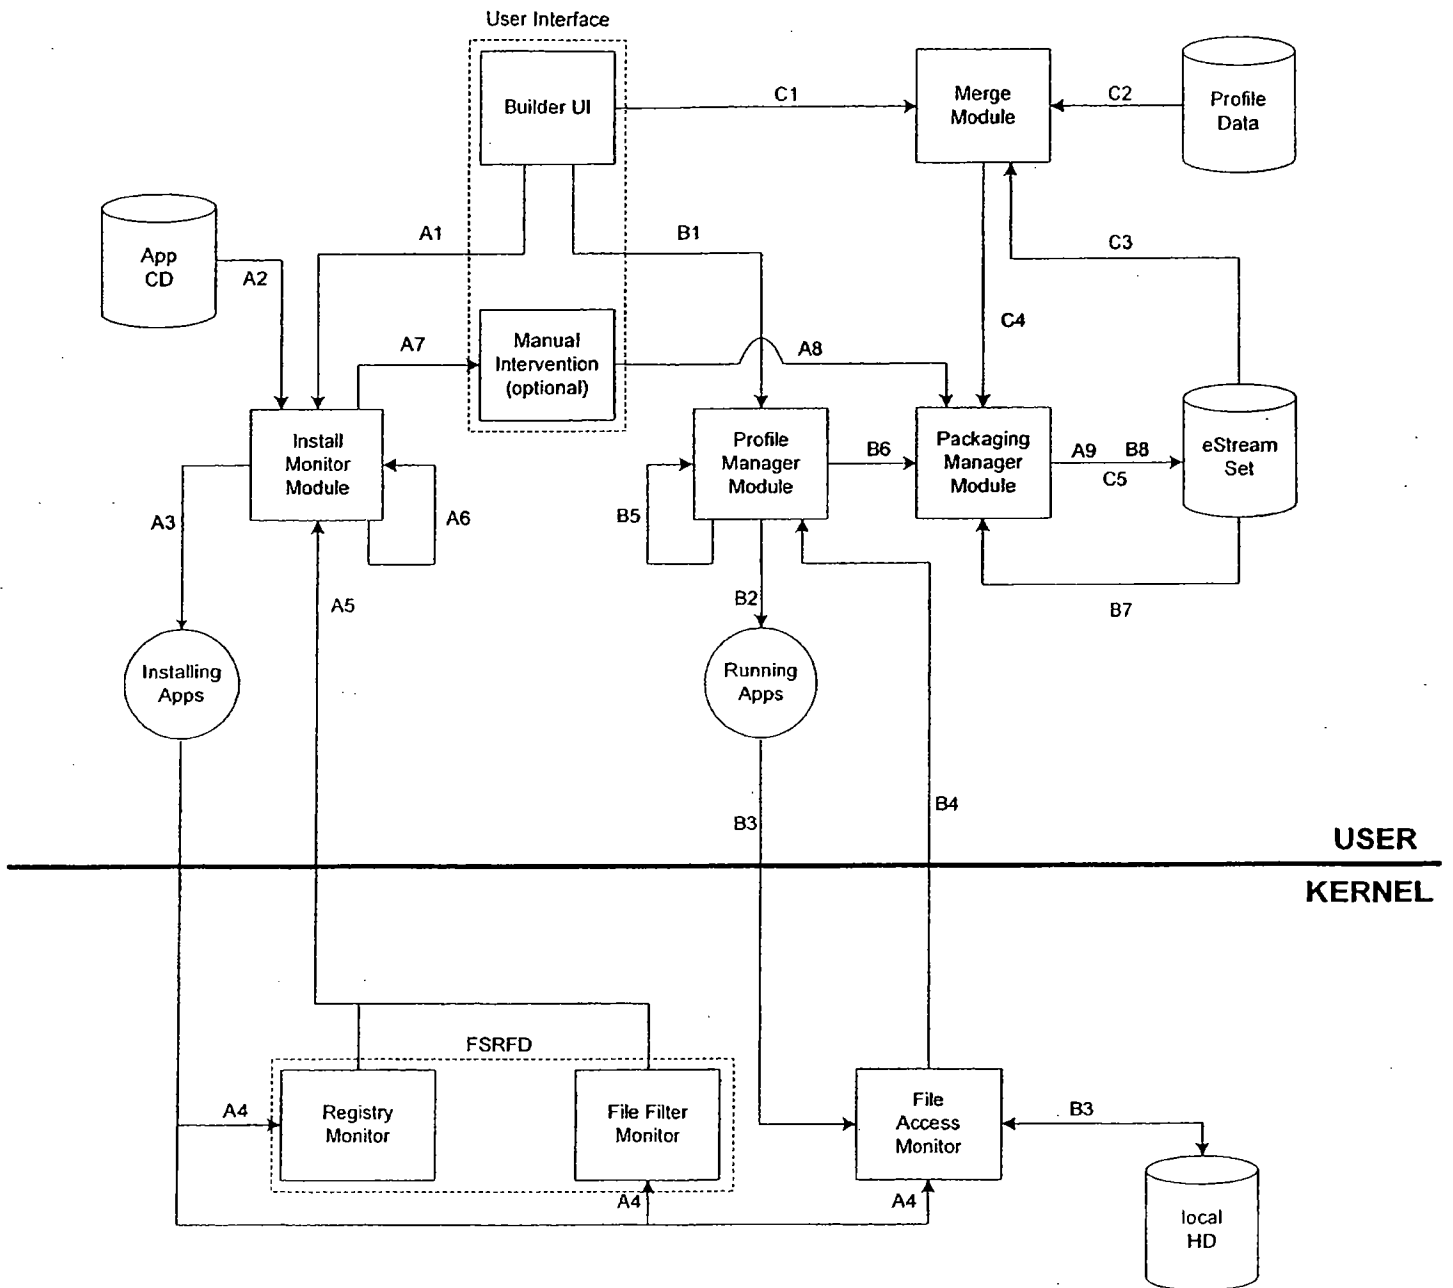 User Interface
Builder UI
C1
Merge
Module
C2
Profile
Data
App
CD
A2
A1
B1
C3
C4
A7
Manual
Intervention
(optional)
A8
Install
Monitor
Module
Profile
Manager
Module
B6
Packaging
Manager
Module
A9
B8
C5
eStream
Set
A3
A6
B5
B2
B7
A5
Installing
Apps
Running
Apps
B3
B4
USER
KERNEL
FSRFD
A4
Registry
Monitor
File Filter
Monitor
File
Access
Monitor
B3
A4
A4
local
HD